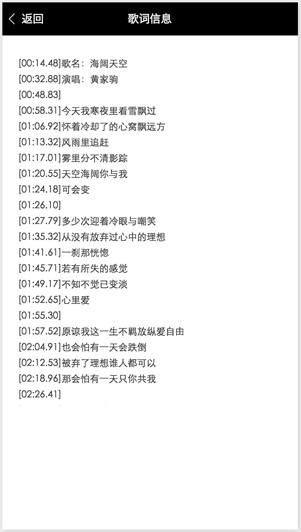 返回
歌词信息
[00:14.48]歌名：海阔天空
[00:32.88]演唱：黄家驹
[00:48.83]
[00:58.31]今天我寒夜里看雪飘过
[01:06.92]怀着冷却了的心窝飘远方
[01:13.32]风雨里追赶
[01:17.01]雾里分不清影踪
[01:20.55]天空海阔你与我
[01:24.18]可会变
[01:26.10]
[01:27.79]多少次迎着冷眼与嘲笑
[01:35.32]从没有放弃过心中的理想
[01:41.61]一刹那恍惚
[01:45.71]若有所失的感觉
[01:49.17]不知不觉已变淡
[01:52.65]心里爱
[01:55.30]
[01:57.52]原谅我这一生不羁放纵爱自由
[02:04.91]也会怕有一天会跌倒
[02:12.53]被弃了理想谁人都可以
[02:18.96]那会怕有一天只你共我
[02:26.41]